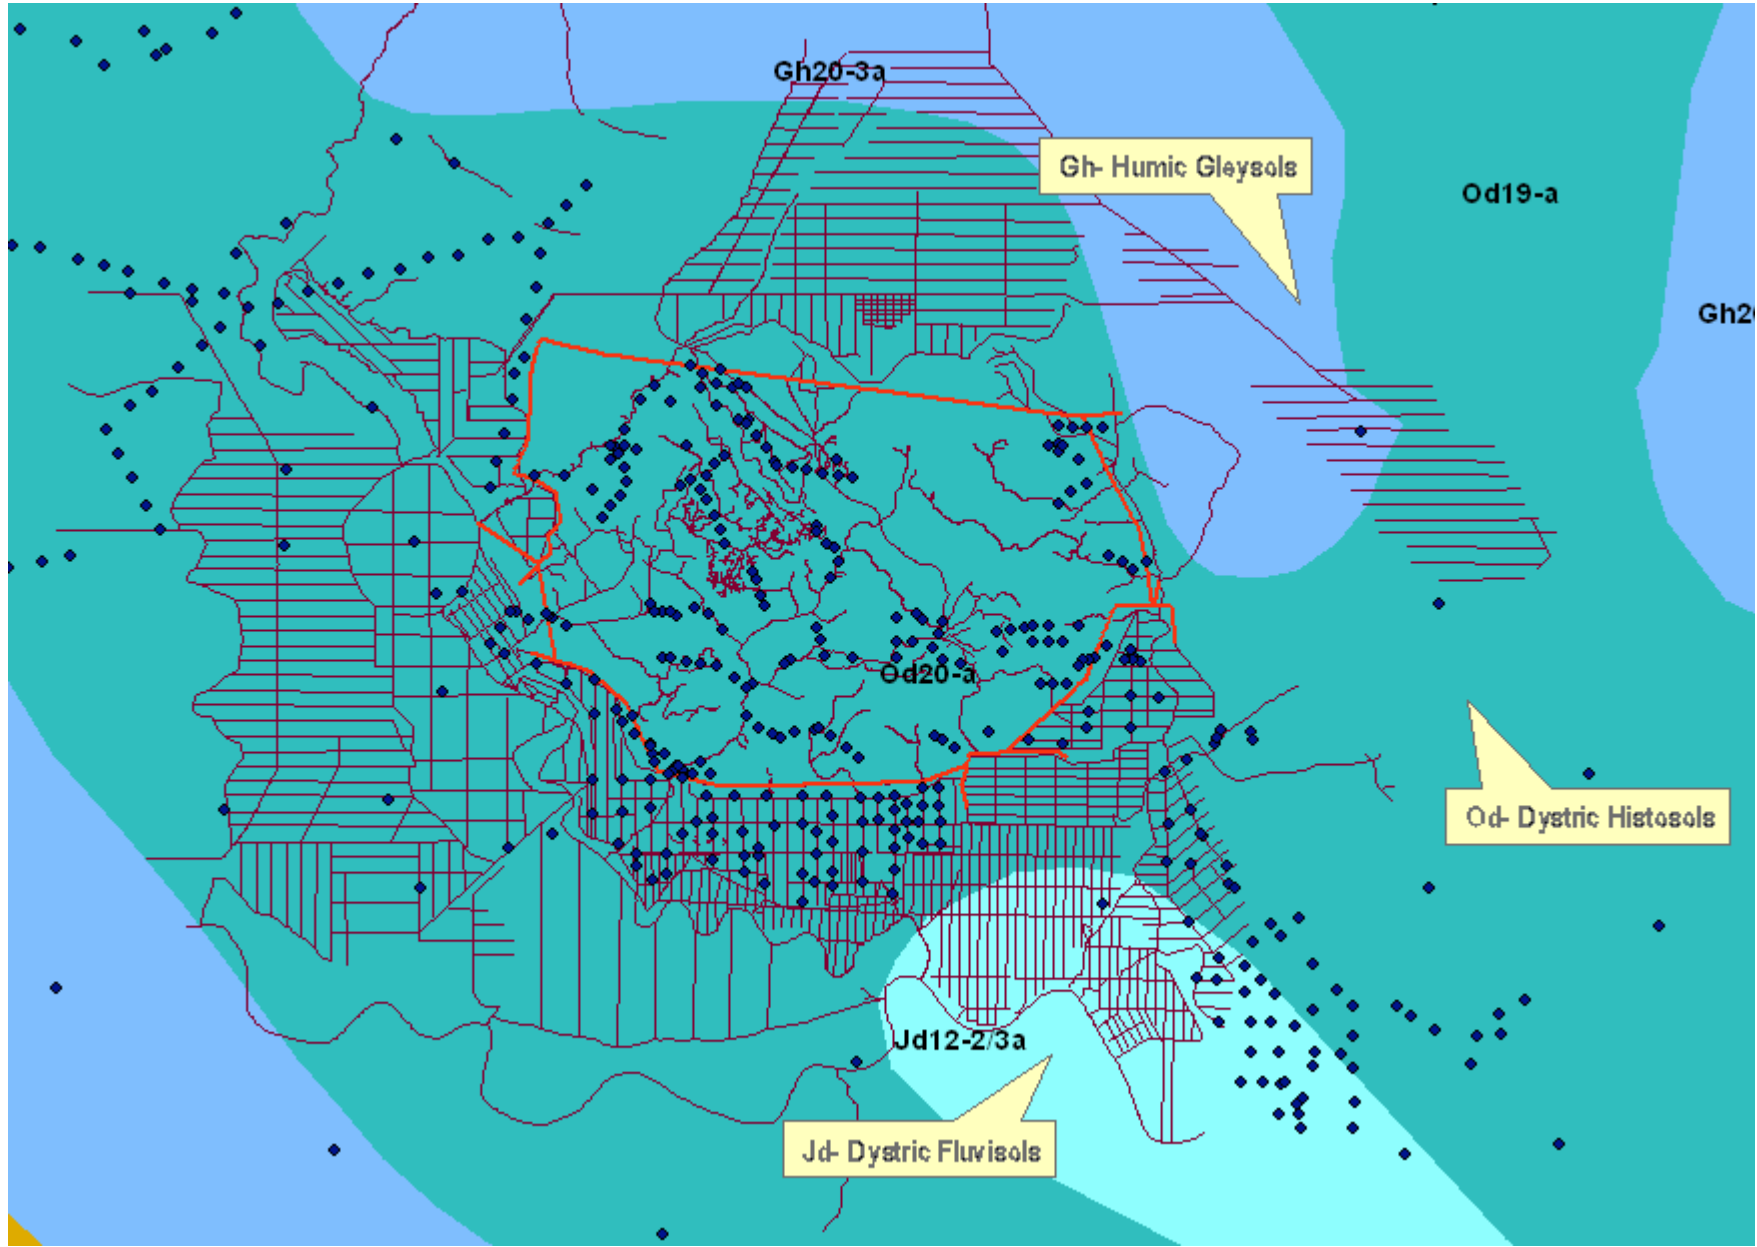 Gh20-3a
Gh- Humic Gleysols
Od19-a
Gh2
Od20-a
Od- Dystric Histosols
Jd12-2/3a
Jd- Dystric Fluvisols